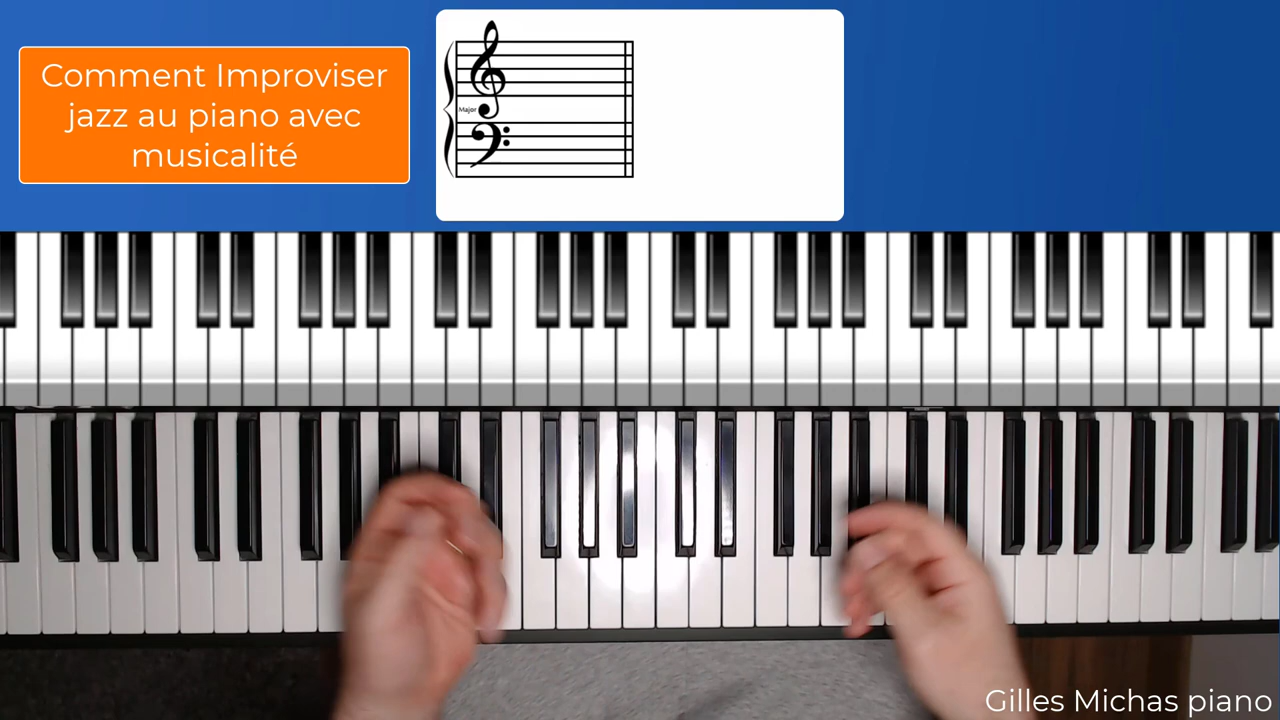 Comment Improviser
jazz au piano avec
musicalité
Major
Gilles Michas piano